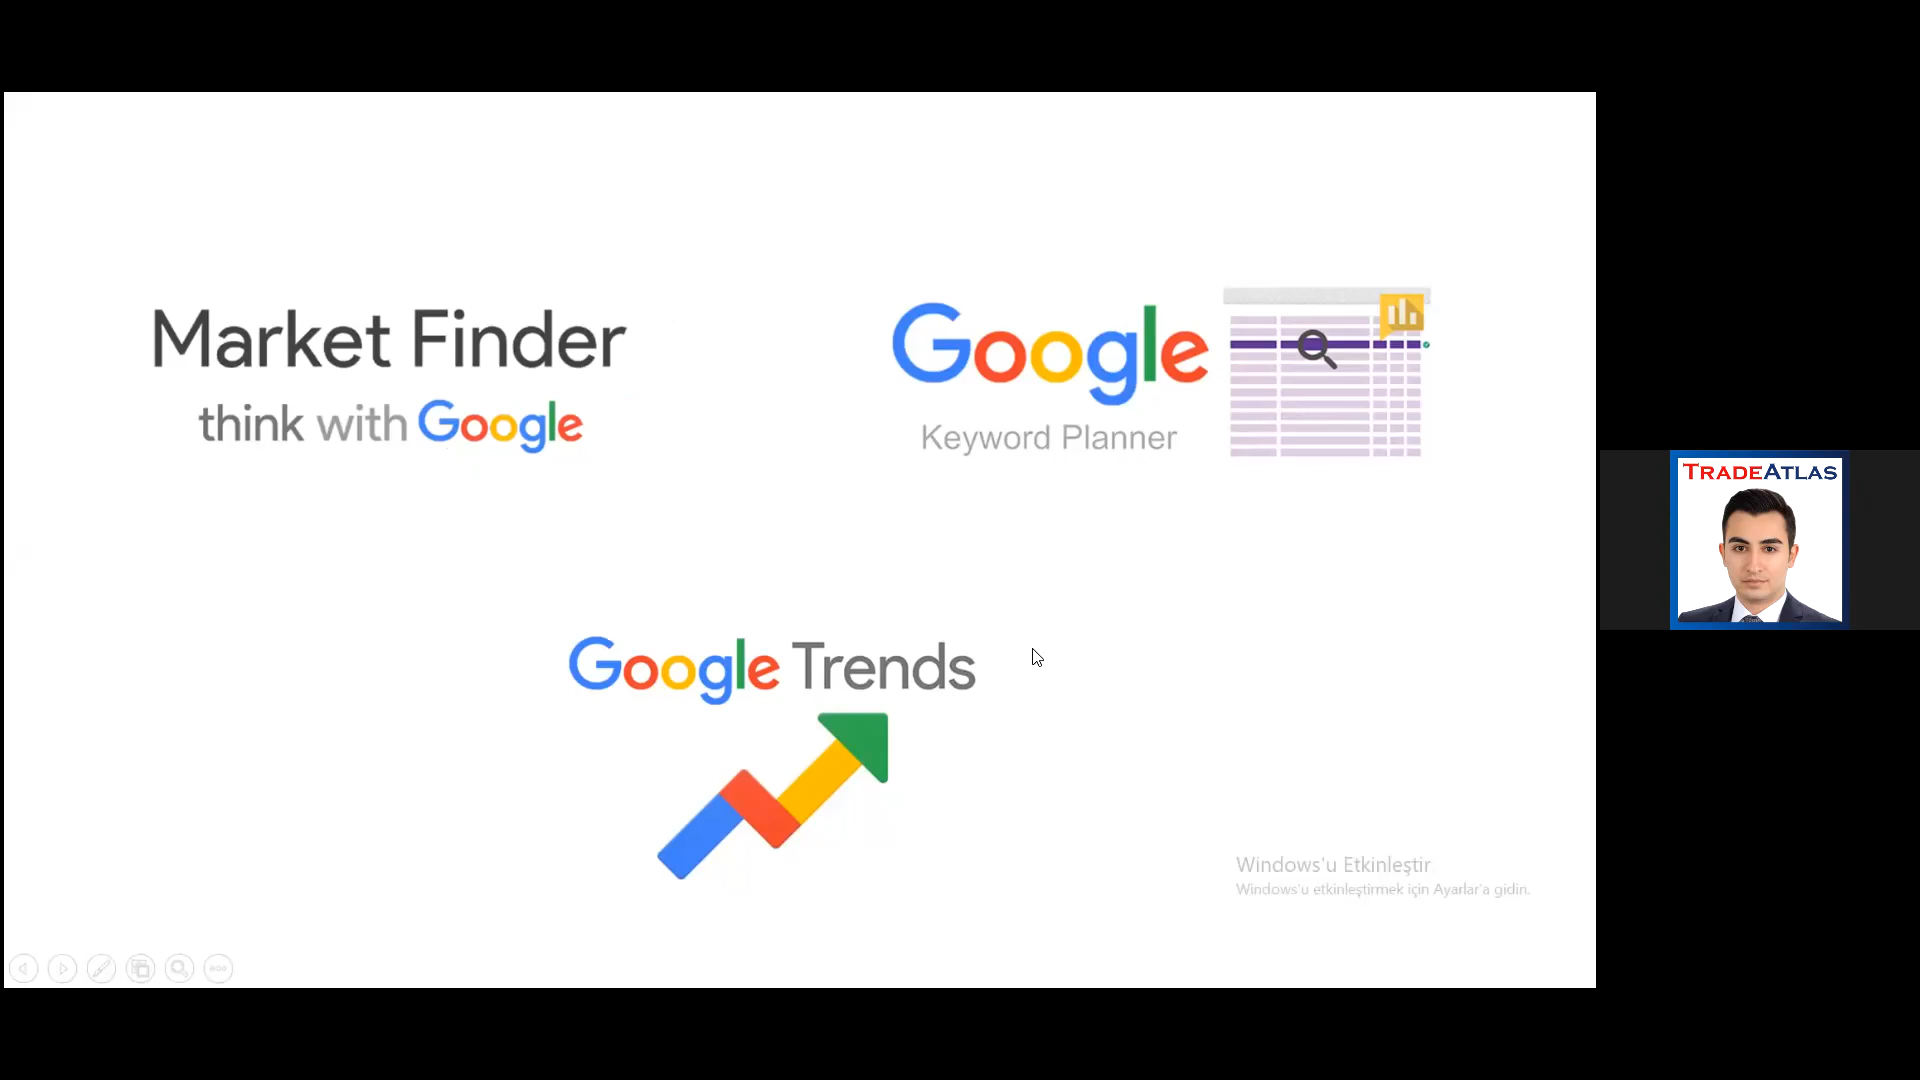 Market Finder
think with Google
Google
Keyword Planner
Google Trends
Windows'u Etkinleştir
Windows'u etkinleştirmek için Ayarlar'a gidin.
TRADEATLAS